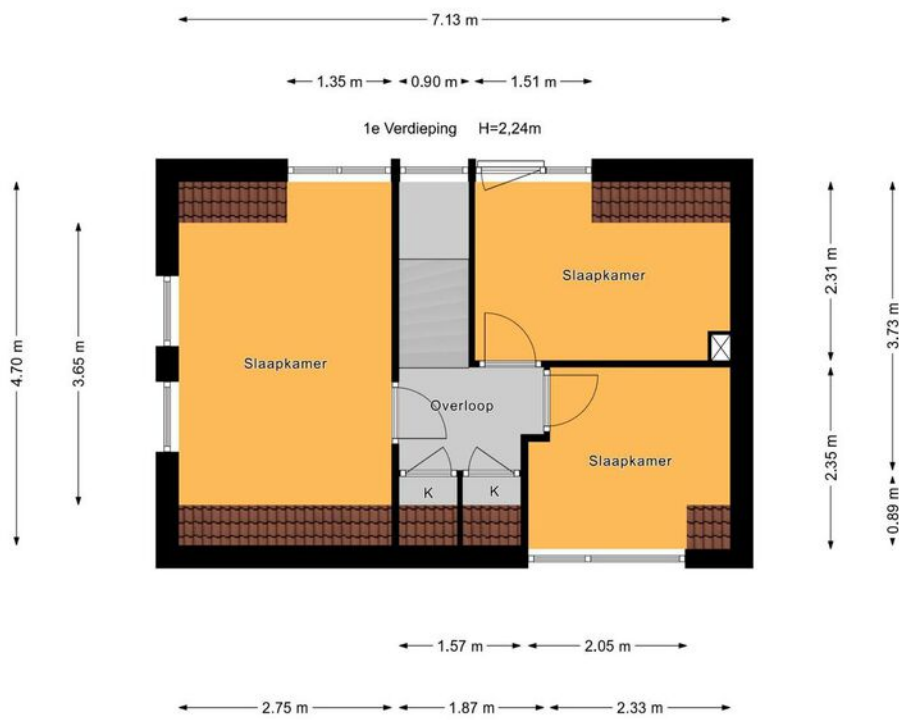 7.13 m
1.35 m
0.90 m
1.51 m
1e Verdieping H=2,24m
4.70 m
3.65 m
Slaapkamer
Slaapkamer
2.31 m
3.73 m
Overloop
Slaapkamer
2.35 m
K
K
0.89 m
1.57 m
2.05 m
2.75 m
1.87 m
2.33 m